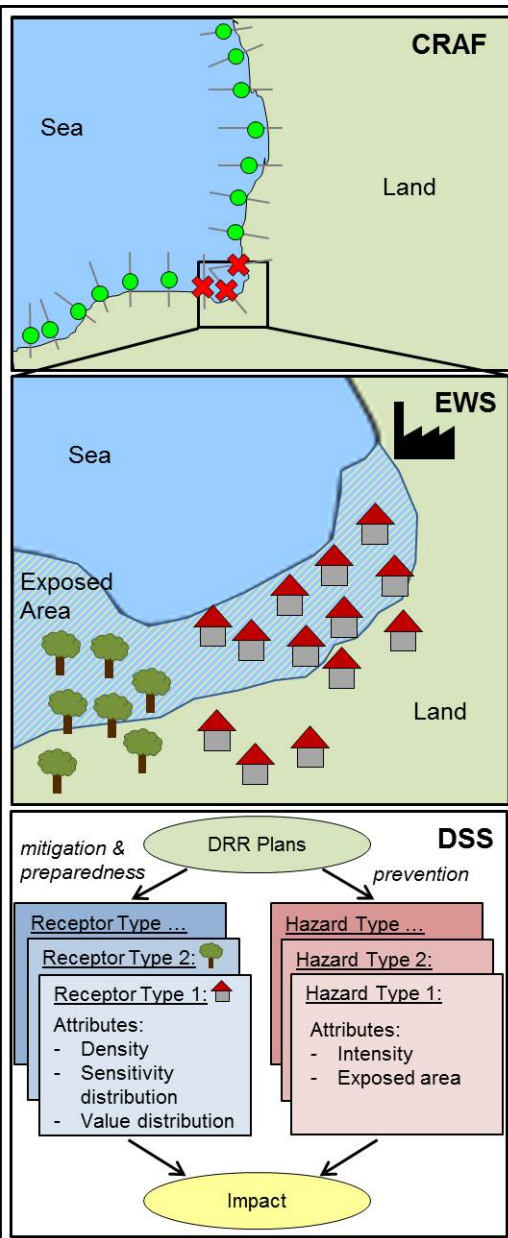 CRAF
Sea
Land
EWS
Sea
Exposed
Area
Land
DSS
DRR Plans
mitigation &
preparedness
prevention
Receptor Type …
Receptor Type 2:
Receptor Type 1:
Attributes:
- Density
- Sensitivity
distribution
- Value distribution
Hazard Type …
Hazard Type 2:
Hazard Type 1:
Attributes:
- Intensity
- Exposed area
Impact